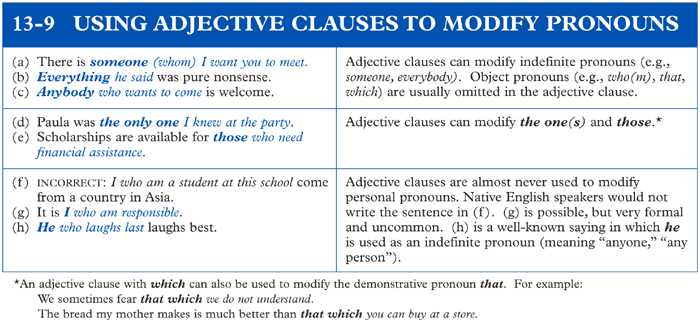 13-9 USING ADJECTIVE CLAUSES TO MODIFY PRONOUNS
(a) There is someone (whom) I want you to meet.
(b) Everything he said was pure nonsense.
(c) Anybody who wants to come is welcome.
Adjective clauses can modify indefinite pronouns (e.g.,
someone, everybody). Object pronouns (e.g., who(m), that,
which) are usually omitted in the adjective clause.
(d) Paula was the only one I knew at the party.
(e) Scholarships are available for those who need
financial assistance.
Adjective clauses can modify the one(s) and those.*
(f) INCORRECT: I who am a student at this school come
from a country in Asia.
(g) It is I who am responsible.
(h) He who laughs last laughs best.
Adjective clauses are almost never used to modify
personal pronouns. Native English speakers would not
write the sentence in (f). (g) is possible, but very formal
and uncommon. (h) is a well-known saying in which he
is used as an indefinite pronoun (meaning “anyone,” “any
person”).
*An adjective clause with which can also be used to modify the demonstrative pronoun that. For example:
We sometimes fear that which we do not understand.
The bread my mother makes is much better than that which you can buy at a store.